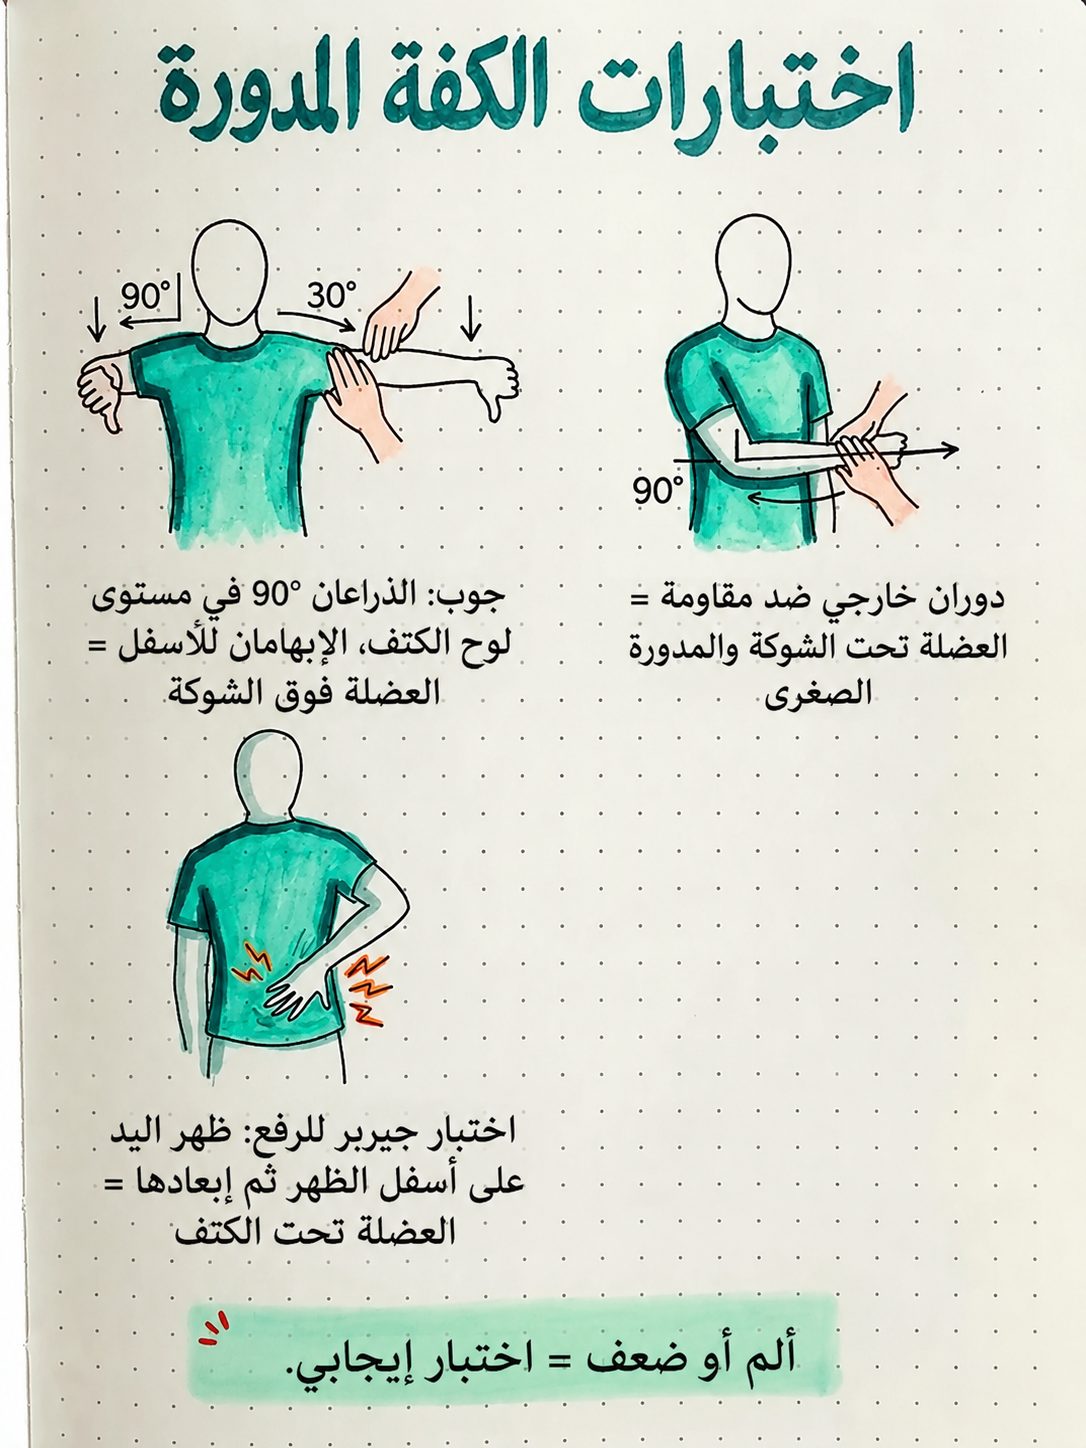 اختبارات الكفة المدورة
90°
30°
90°
دوران خارجي ضد مقاومة =
العضلة تحت الشوكة والمدورة
الصغرى
جوب: الذراعان 90° في مستوى
لوح الكتف، الإبهامان للأسفل =
العضلة فوق الشوكة
اختبار جيربر للرفع: ظهر اليد
على أسفل الظهر ثم إبعادها =
العضلة تحت الكتف
ألم أو ضعف = اختبار إيجابي.